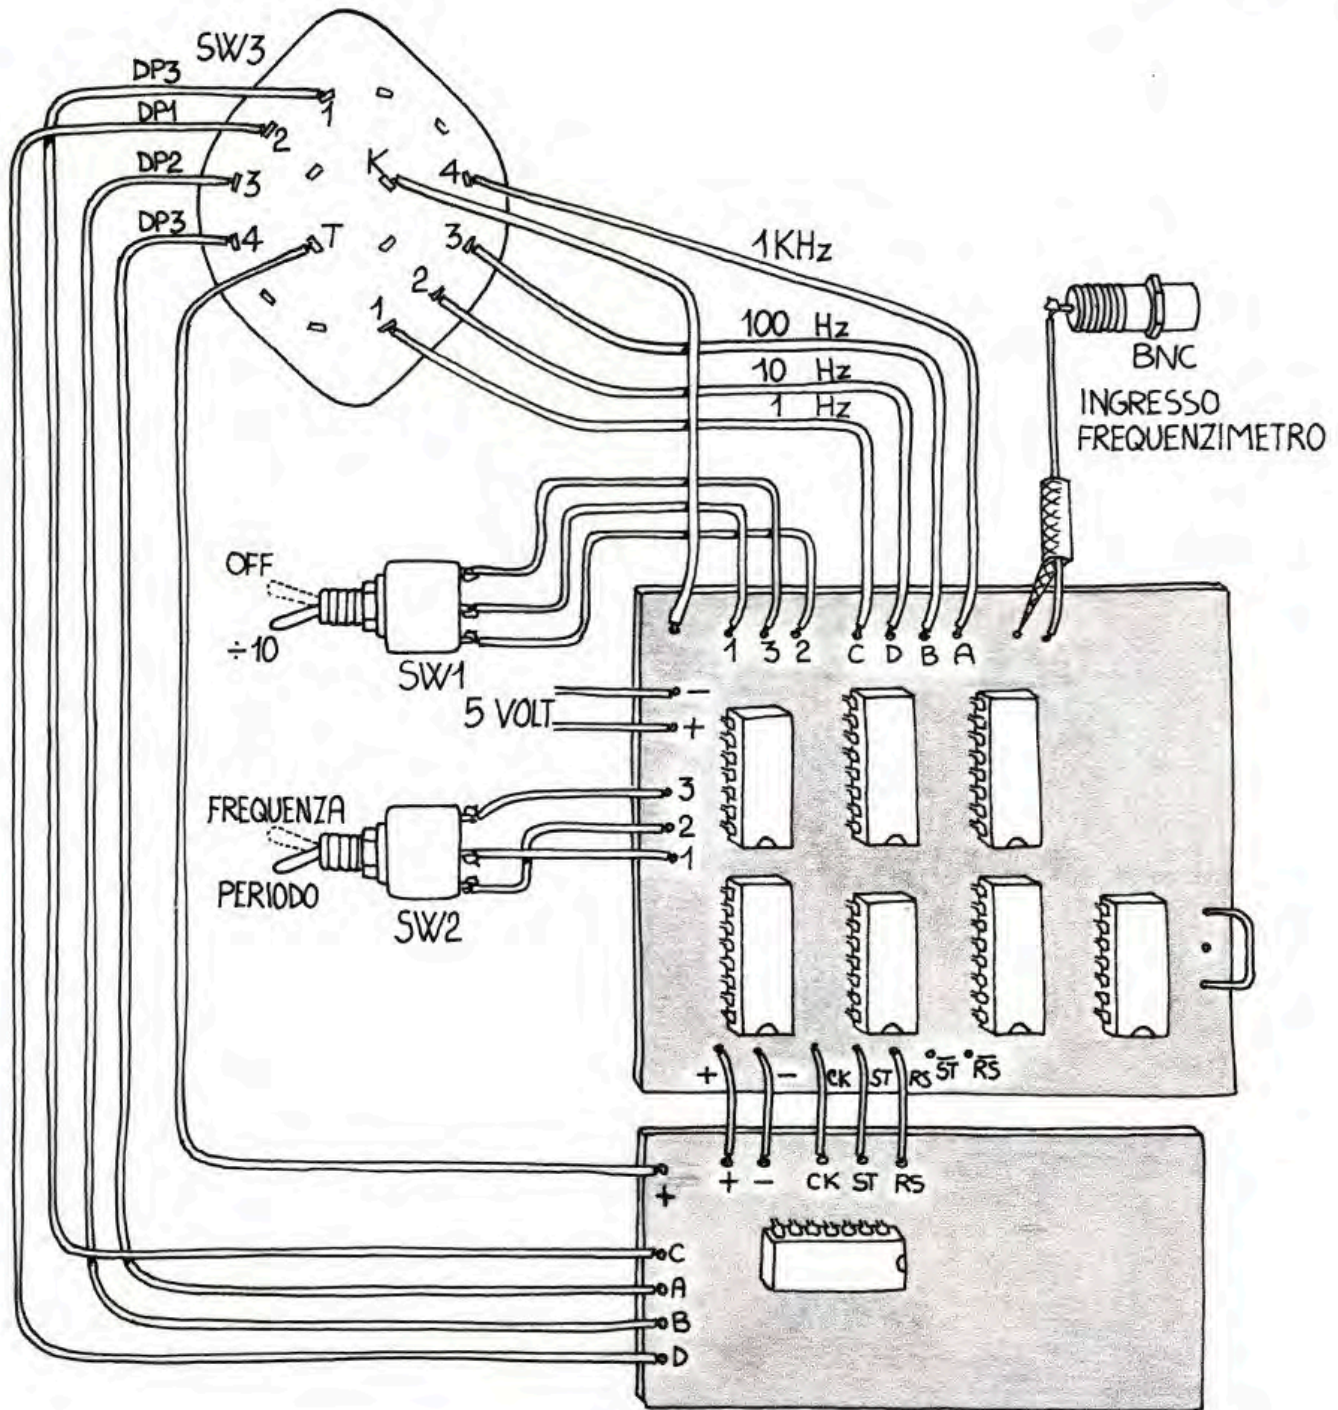 SW3
DP3
1
DP1
2
K
4
DP2
3
DP3
4
T
3
1KHz
2
1
100 Hz
10 Hz
1 Hz
BNC
INGRESSO
FREQUENZIMETRO
OFF
÷10
SW1
1 3 2 C D B A
5 VOLT
-
+
FREQUENZA
PERIODO
SW2
3
2
1
+ - CK ST RS S̅T̅ R̅S̅
+ + - CK ST RS
C
A
B
D